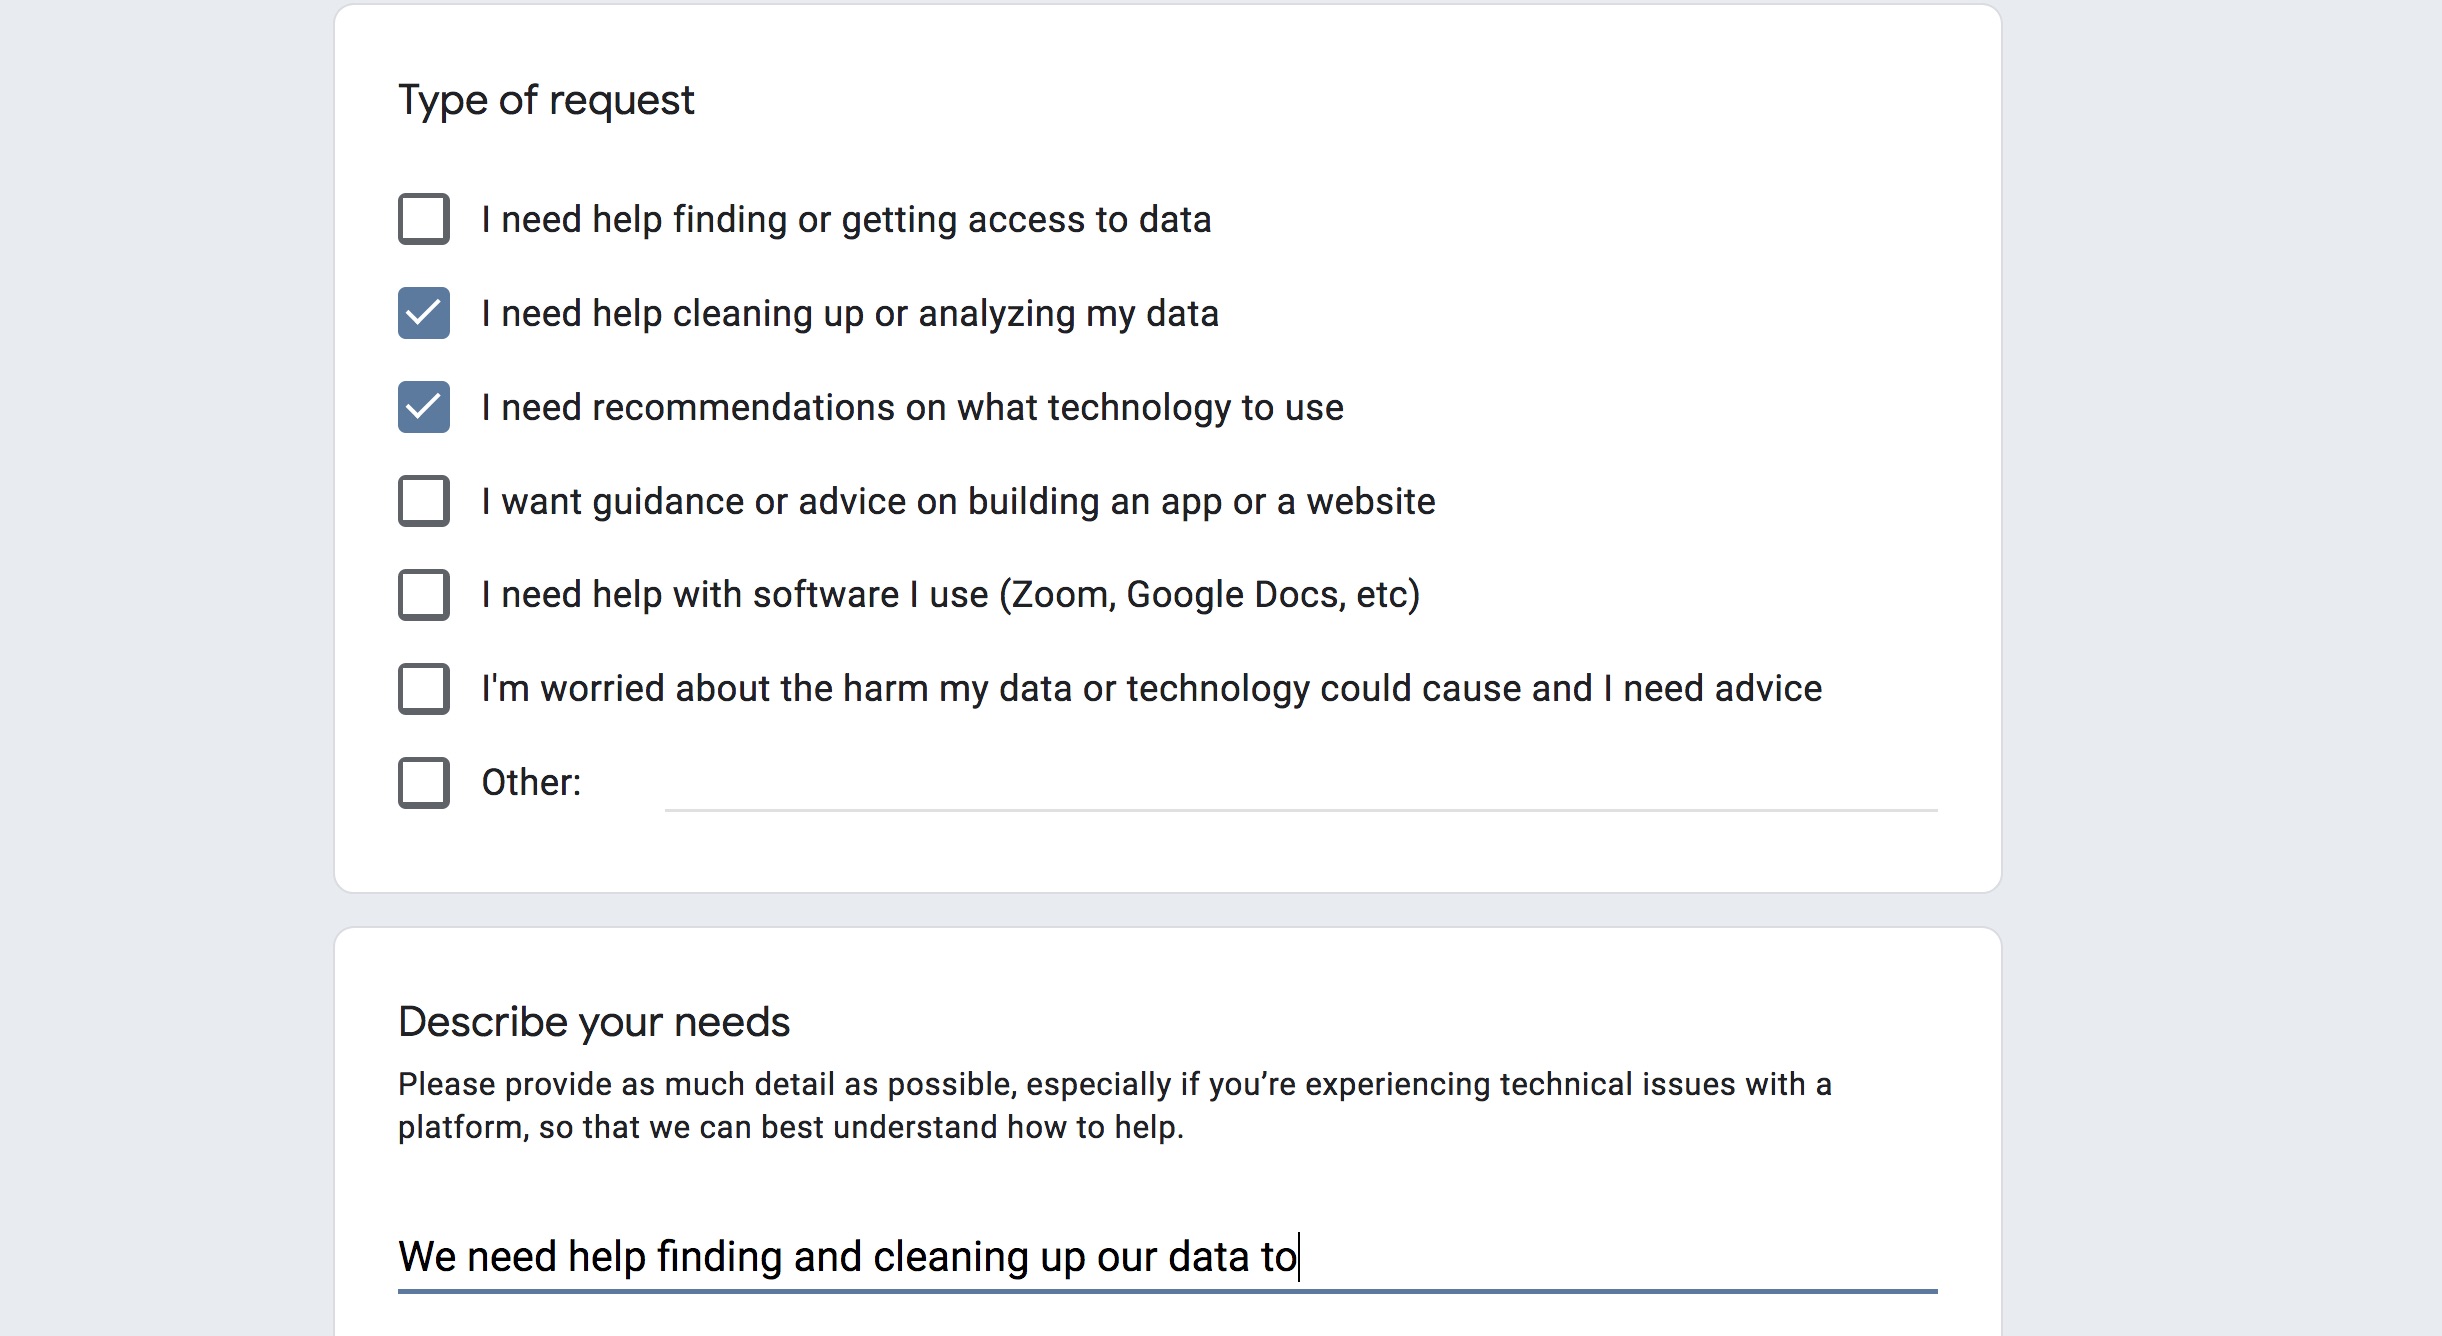 Type of request
I need help finding or getting access to data
I need help cleaning up or analyzing my data
I need recommendations on what technology to use
I want guidance or advice on building an app or a website
I need help with software I use (Zoom, Google Docs, etc)
I'm worried about the harm my data or technology could cause and I need advice
Other:
Describe your needs
Please provide as much detail as possible, especially if you’re experiencing technical issues with a
platform, so that we can best understand how to help.
We need help finding and cleaning up our data to